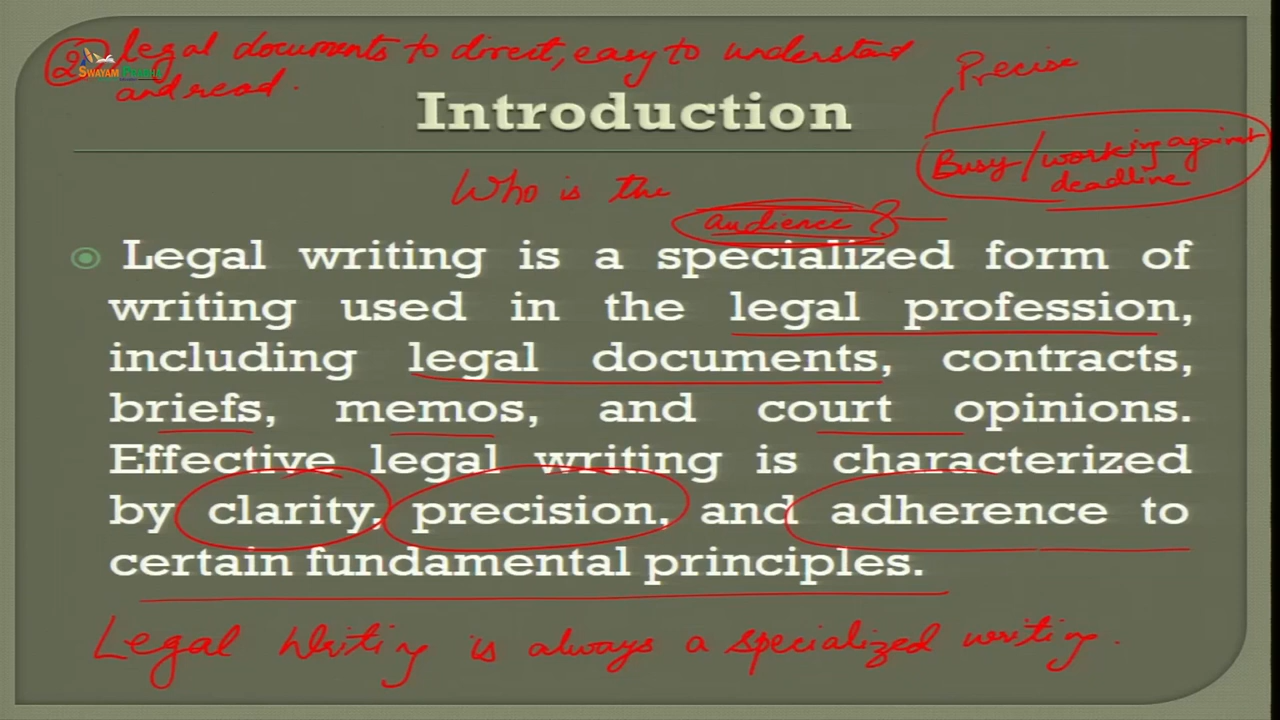 ② legal documents to direct, easy to understand
and read.
SWAYAM PRABHA
Precise
Introduction
Busy/working against
deadline
Who is the
audience?
Legal writing is a specialized form of
writing used in the legal profession,
including legal documents, contracts,
briefs, memos, and court opinions.
Effective legal writing is characterized
by clarity, precision, and adherence to
certain fundamental principles.
Legal Writing is always a specialized writing.